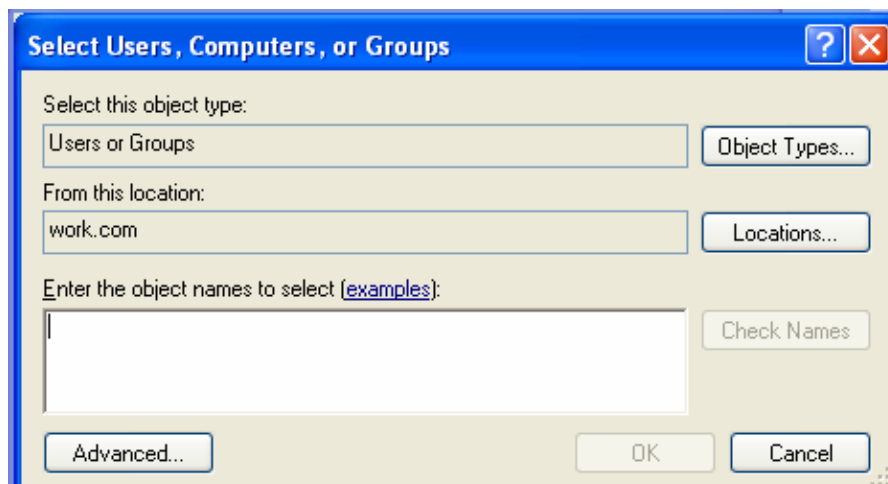 Select Users, Computers, or Groups
Select this object type:
Users or Groups
Object Types...
From this location:
work.com
Locations...
Enter the object names to select (examples):
Check Names
Advanced...
OK
Cancel